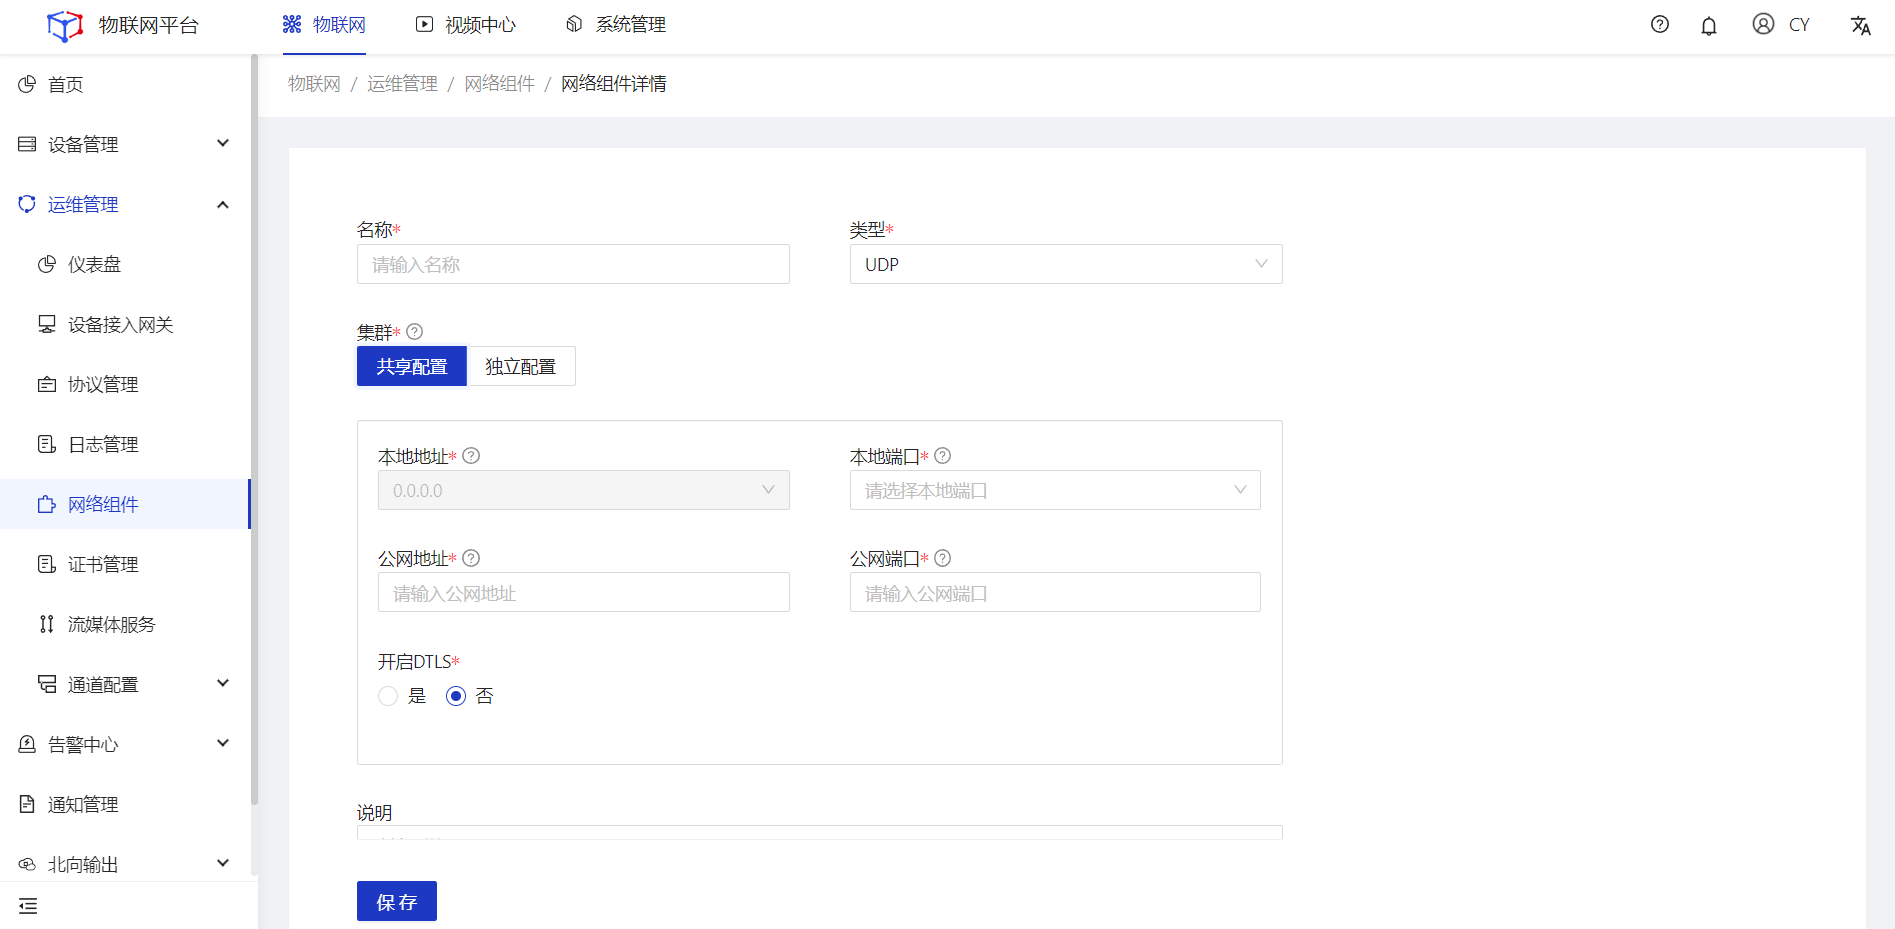 物联网平台
物联网
视频中心
系统管理
CY
首页
设备管理
运维管理
仪表盘
设备接入网关
协议管理
日志管理
网络组件
证书管理
流媒体服务
通道配置
告警中心
通知管理
北向输出
物联网 / 运维管理 / 网络组件 / 网络组件详情
名称*
请输入名称
类型*
UDP
集群*
共享配置
独立配置
本地地址*
0.0.0.0
本地端口*
请选择本地端口
公网地址*
请输入公网地址
公网端口*
请输入公网端口
开启DTLS*
是
否
说明
保存